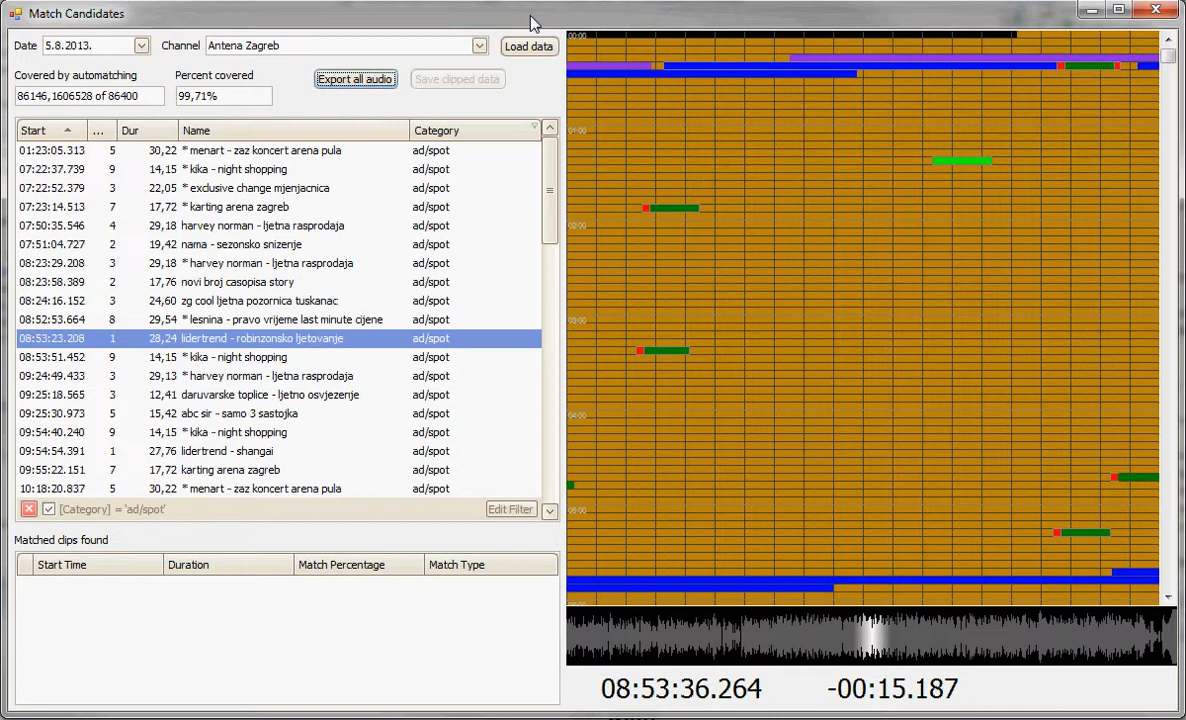 Match Candidates
Date 5.8.2013. Channel Antena Zagreb Load data
Covered by automatching Percent covered Export all audio Save clipped data
86146,1606528 of 86400 99,71%
Start ... Dur Name Category
01:23:05.313 5 30,22 * menart - zaz koncert arena pula ad/spot
07:22:37.739 9 14,15 * kika - night shopping ad/spot
07:22:52.379 3 22,05 * exclusive change mjenjacnica ad/spot
07:23:14.513 7 17,72 * karting arena zagreb ad/spot
07:50:35.546 4 29,18 harvey norman - ljetna rasprodaja ad/spot
07:51:04.727 2 19,42 nama - sezonsko snizenje ad/spot
08:23:29.208 3 29,18 * harvey norman - ljetna rasprodaja ad/spot
08:23:58.389 2 17,76 novi broj casopisa story ad/spot
08:24:16.152 3 24,60 zg cool ljetna pozornica tuskanac ad/spot
08:52:53.664 8 29,54 * lesnina - pravo vrijeme last minute cijene ad/spot
08:53:23.208 1 28,24 lidertrend - robinzonsko ljetovanje ad/spot
08:53:51.452 9 14,15 * kika - night shopping ad/spot
09:24:49.433 3 29,13 * harvey norman - ljetna rasprodaja ad/spot
09:25:18.565 3 12,41 daruvarske toplice - ljetno osvjezenje ad/spot
09:25:30.973 5 15,42 abc sir - samo 3 sastojka ad/spot
09:54:40.240 9 14,15 * kika - night shopping ad/spot
09:54:54.391 1 27,76 lidertrend - shangai ad/spot
09:55:22.151 7 17,72 karting arena zagreb ad/spot
10:18:20.837 5 30,22 * menart - zaz koncert arena pula ad/spot
[Category] = 'ad/spot' Edit Filter
Matched clips found
Start Time Duration Match Percentage Match Type
00:00
01:00
02:00
03:00
04:00
05:00
08:53:36.264 -00:15.187